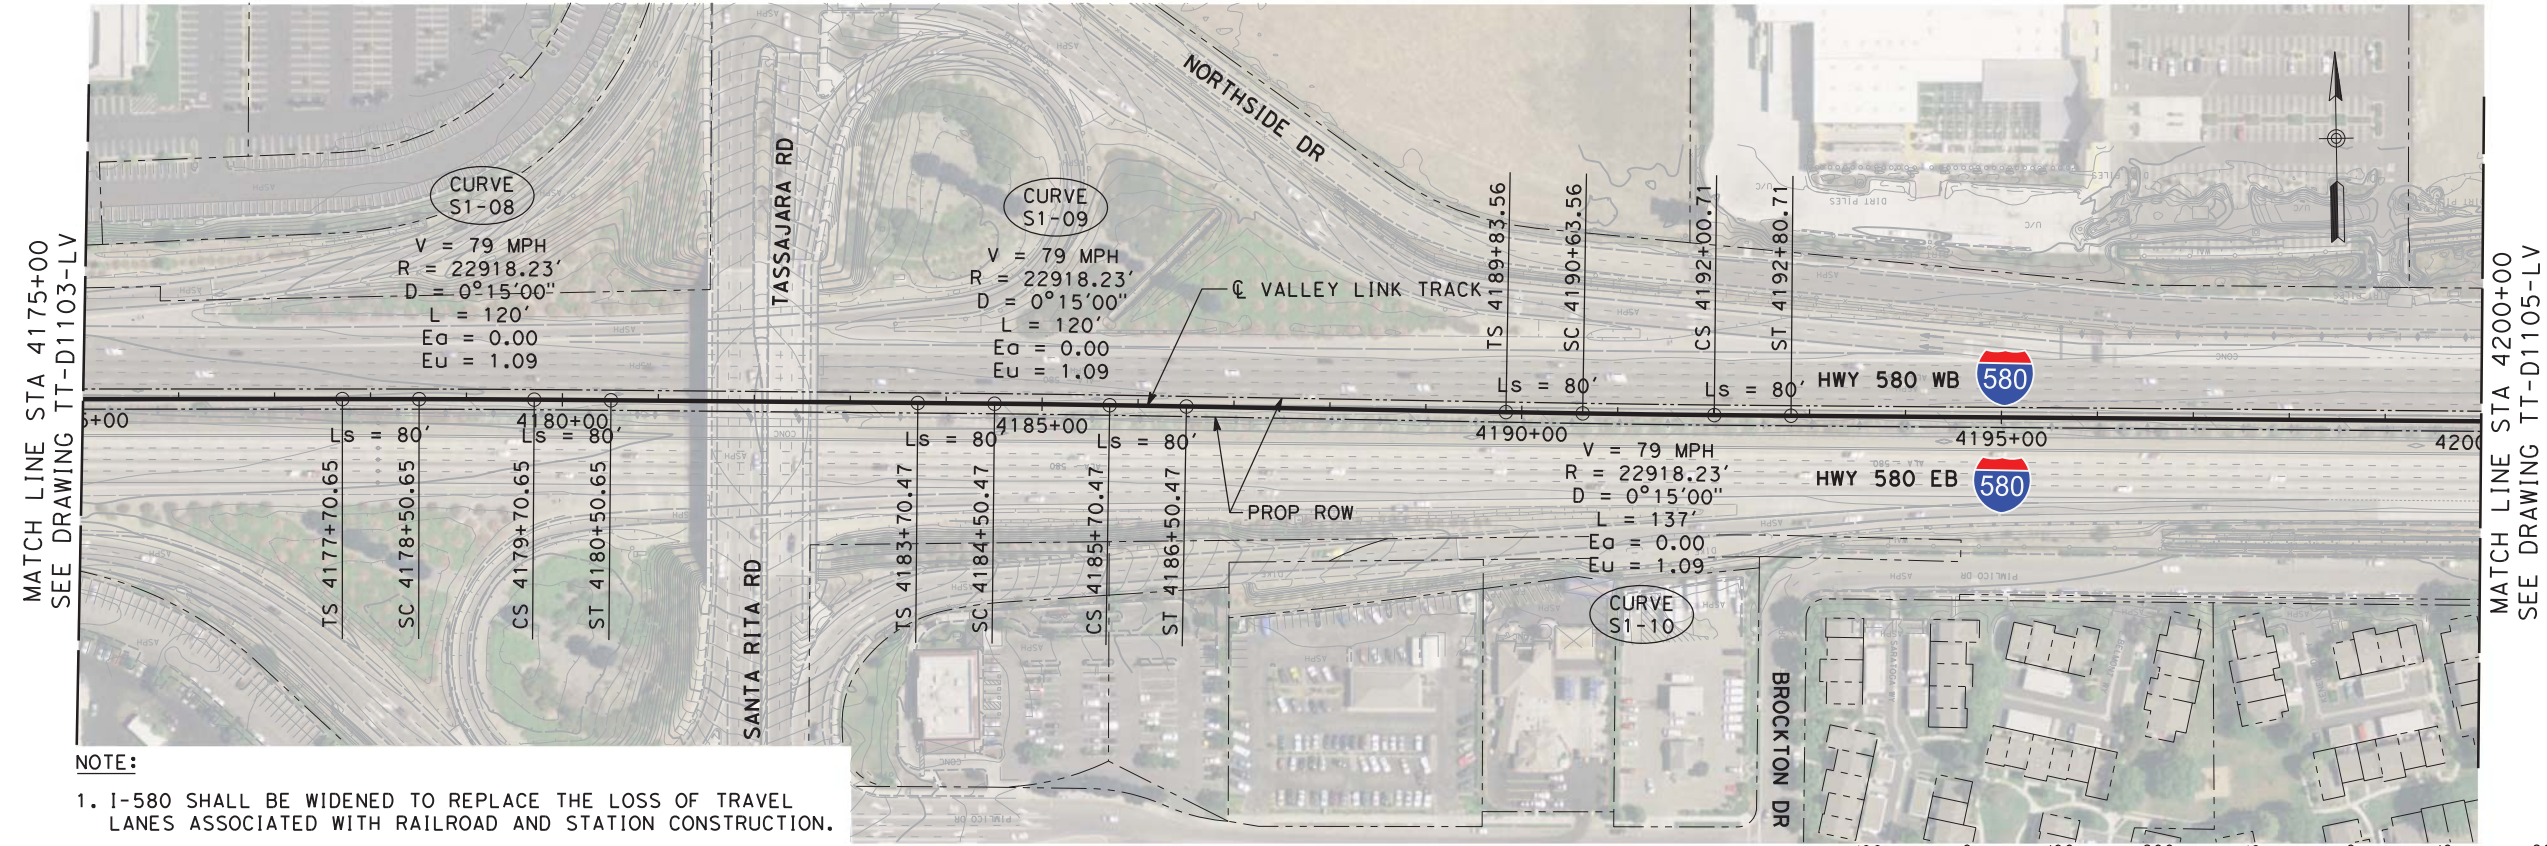 MATCH LINE STA 4175+00
SEE DRAWING TT-D1103-LV
CURVE
S1-08
V = 79 MPH
R = 22918.23'
D = 0°15'00"
L = 120'
Ea = 0.00
Eu = 1.09
TASSAJARA RD
CURVE
S1-09
V = 79 MPH
R = 22918.23'
D = 0°15'00"
L = 120'
Ea = 0.00
Eu = 1.09
NORTHSIDE DR
℄ VALLEY LINK TRACK
TS 4189+83.56
SC 4190+63.56
CS 4192+00.71
ST 4192+80.71
Ls = 80'
Ls = 80'
HWY 580 WB
580
5+00
4180+00
4185+00
4190+00
4195+00
4200
Ls = 80'
Ls = 80'
Ls = 80'
Ls = 80'
TS 4177+70.65
SC 4178+50.65
CS 4179+70.65
ST 4180+50.65
SANTA RITA RD
TS 4183+70.47
SC 4184+50.47
CS 4185+70.47
ST 4186+50.47
PROP ROW
V = 79 MPH
R = 22918.23'
D = 0°15'00"
L = 137'
Ea = 0.00
Eu = 1.09
CURVE
S1-10
HWY 580 EB
580
BROCKTON DR
PIMLICO DR
PIMLICO DR
DIRT PILES
MATCH LINE STA 4200+00
SEE DRAWING TT-D1105-LV
NOTE:
1. I-580 SHALL BE WIDENED TO REPLACE THE LOSS OF TRAVEL
LANES ASSOCIATED WITH RAILROAD AND STATION CONSTRUCTION.